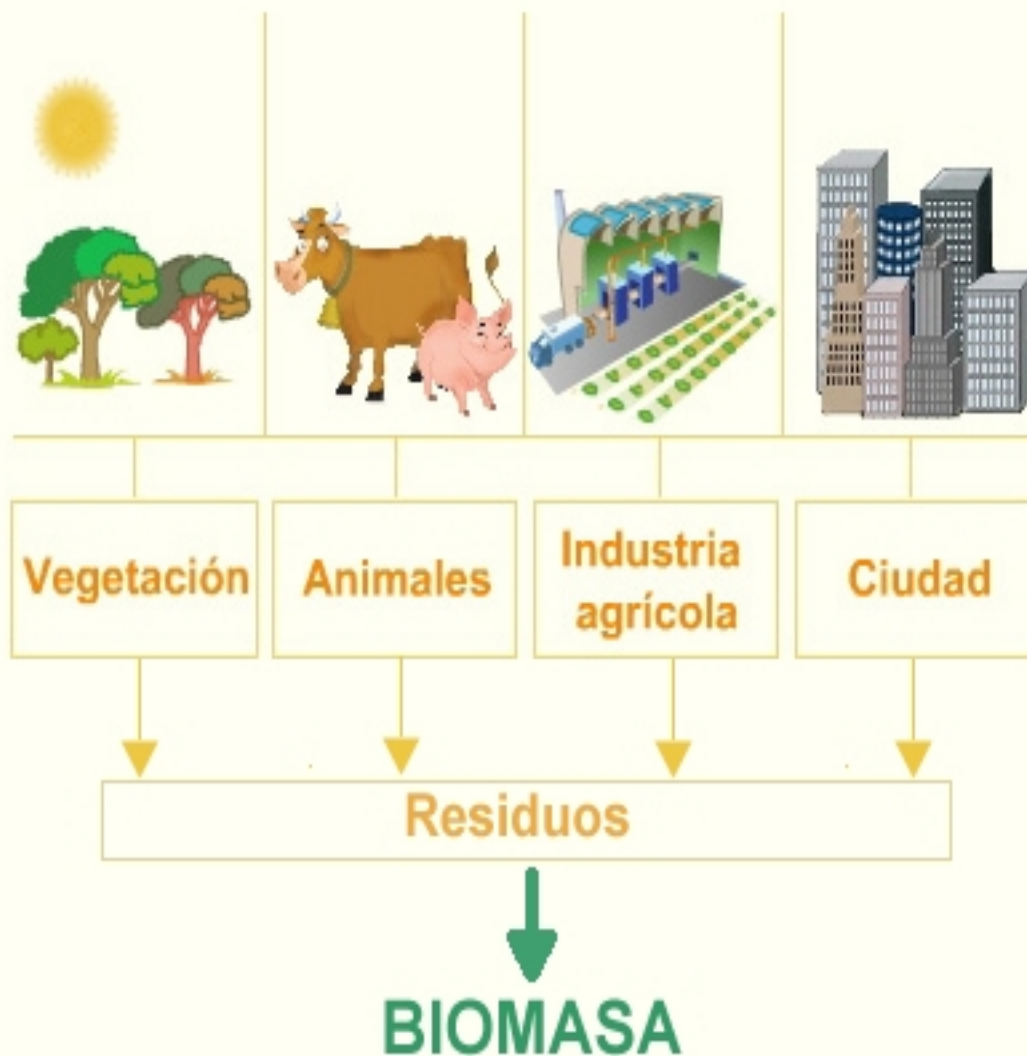 Vegetación
Animales
Industria
agrícola
Ciudad
Residuos
BIOMASA